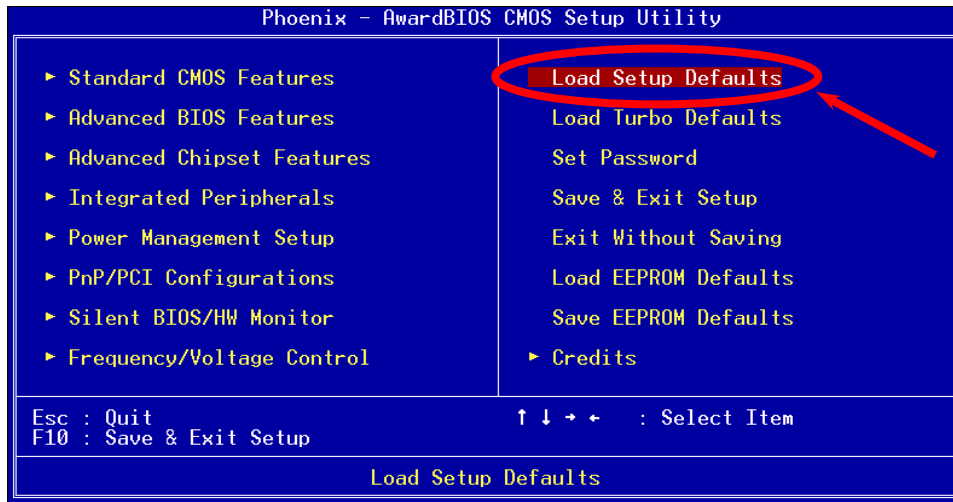 Phoenix - AwardBIOS CMOS Setup Utility
► Standard CMOS Features
► Advanced BIOS Features
► Advanced Chipset Features
► Integrated Peripherals
► Power Management Setup
► PnP/PCI Configurations
► Silent BIOS/HW Monitor
► Frequency/Voltage Control
Load Setup Defaults
Load Turbo Defaults
Set Password
Save & Exit Setup
Exit Without Saving
Load EEPROM Defaults
Save EEPROM Defaults
► Credits
Esc : Quit
F10 : Save & Exit Setup
↑ ↓ → ← : Select Item
Load Setup Defaults